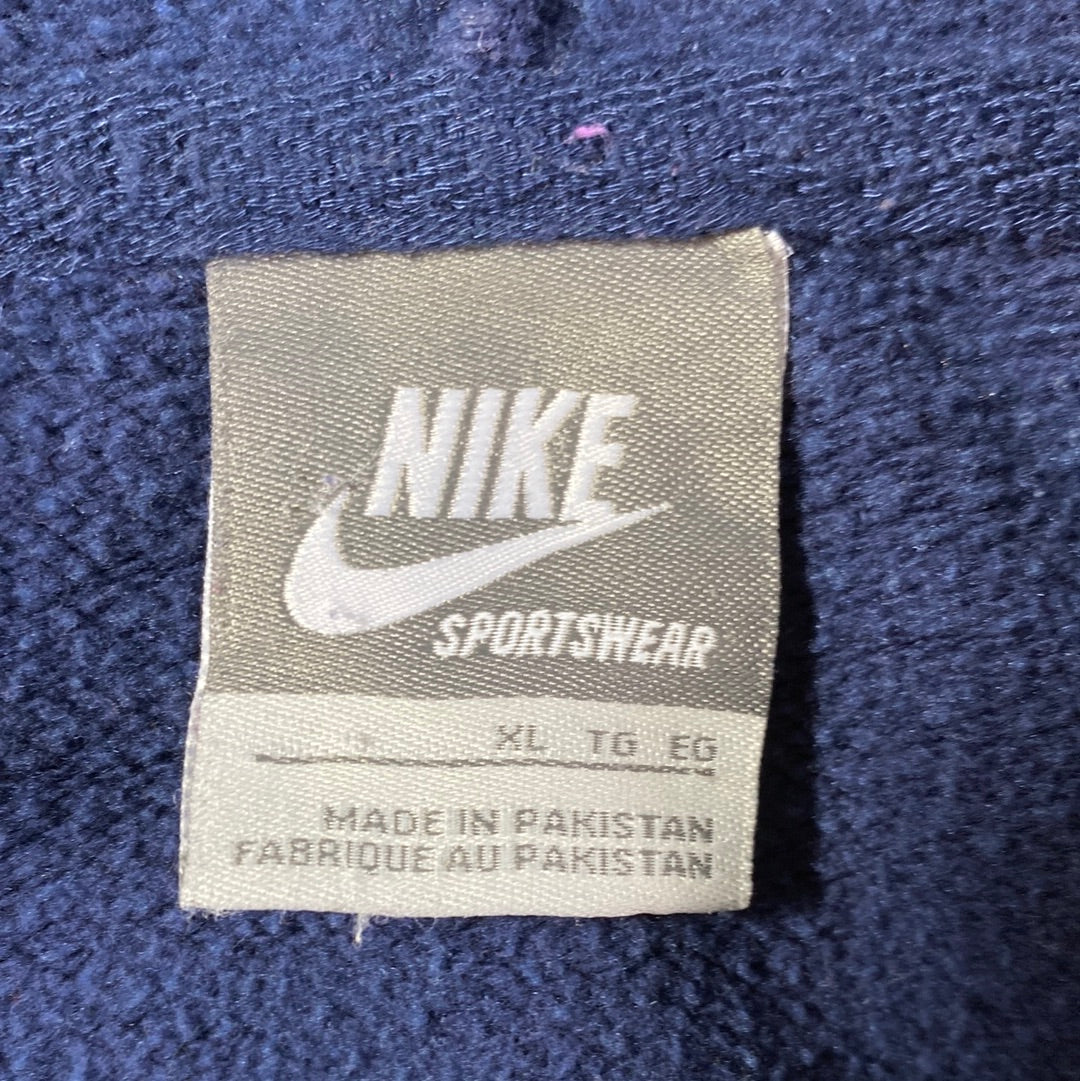 NIKE
SPORTSWEAR
XL TG EG
MADE IN PAKISTAN
FABRIQUE AU PAKISTAN